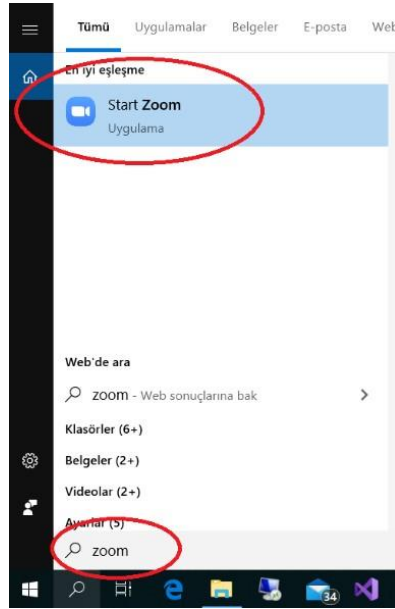 Tümü Uygulamalar Belgeler E-posta Web
En iyi eşleşme
Start Zoom
Uygulama
Web'de ara
zoom - Web sonuçlarına bak
Klasörler (6+)
Belgeler (2+)
Videolar (2+)
Ayarlar (5)
zoom
34